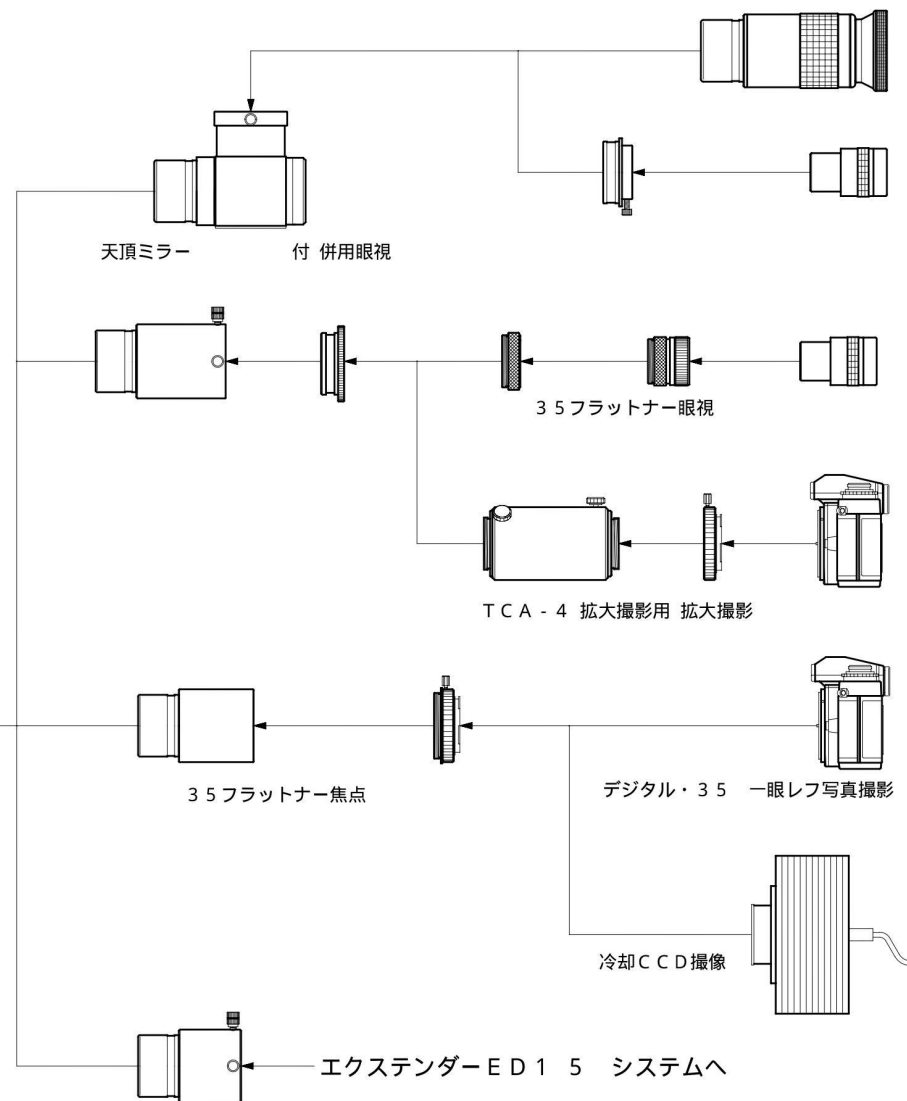 天頂ミラー　　　　　付 併用眼視
３５フラットナー眼視
ＴＣＡ-４ 拡大撮影用 拡大撮影
３５フラットナー焦点
デジタル・３５　一眼レフ写真撮影
冷却ＣＣＤ撮像
エクステンダーＥＤ１ ５　システムへ